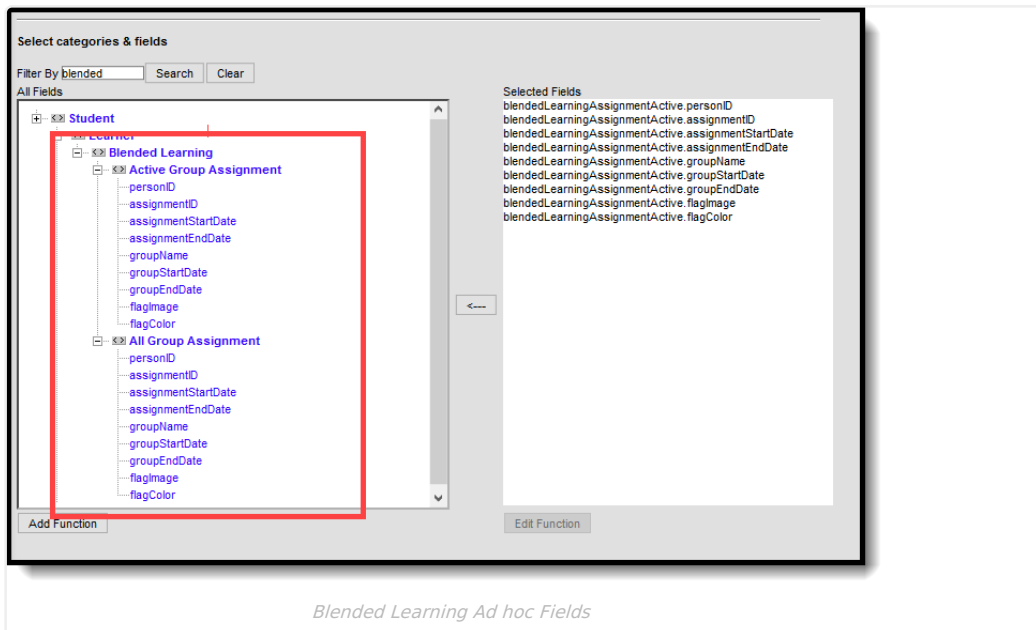 Select categories & fields
Filter By blended Search Clear
All Fields
Student
Learner
Blended Learning
Active Group Assignment
personID
assignmentID
assignmentStartDate
assignmentEndDate
groupName
groupStartDate
groupEndDate
flagImage
flagColor
All Group Assignment
personID
assignmentID
assignmentStartDate
assignmentEndDate
groupName
groupStartDate
groupEndDate
flagImage
flagColor
Add Function
<---
Selected Fields
blendedLearningAssignmentActive.personID
blendedLearningAssignmentActive.assignmentID
blendedLearningAssignmentActive.assignmentStartDate
blendedLearningAssignmentActive.assignmentEndDate
blendedLearningAssignmentActive.groupName
blendedLearningAssignmentActive.groupStartDate
blendedLearningAssignmentActive.groupEndDate
blendedLearningAssignmentActive.flagImage
blendedLearningAssignmentActive.flagColor
Edit Function
Blended Learning Ad hoc Fields